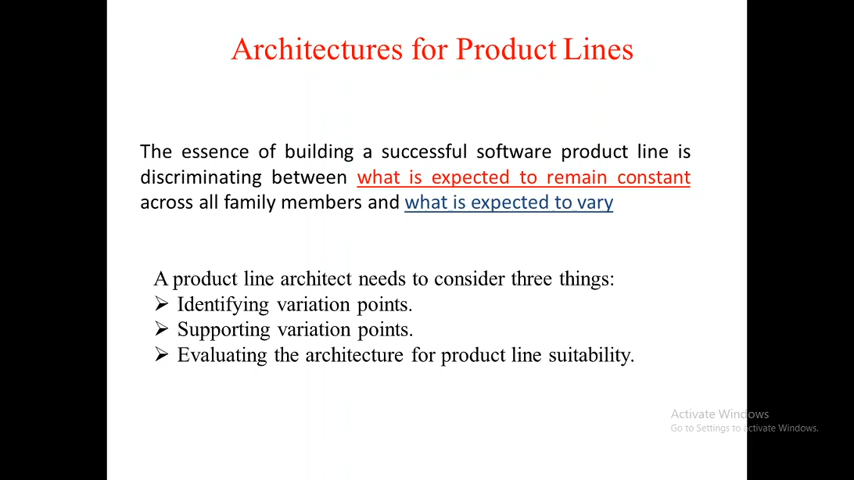 Architectures for Product Lines
The essence of building a successful software product line is
discriminating between what is expected to remain constant
across all family members and what is expected to vary
A product line architect needs to consider three things:
➢ Identifying variation points.
➢ Supporting variation points.
➢ Evaluating the architecture for product line suitability.
Activate Windows
Go to Settings to activate Windows.